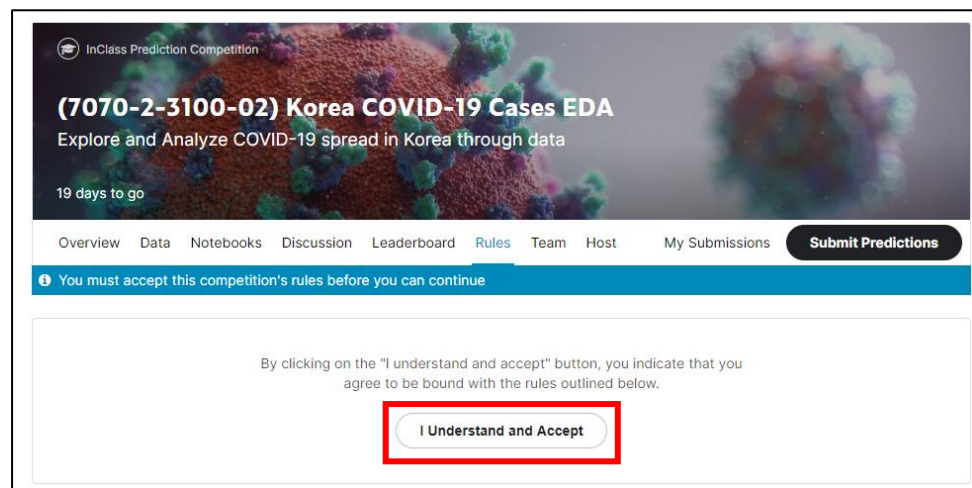 InClass Prediction Competition
(7070-2-3100-02) Korea COVID-19 Cases EDA
Explore and Analyze COVID-19 spread in Korea through data
19 days to go
Overview Data Notebooks Discussion Leaderboard Rules Team Host My Submissions Submit Predictions
You must accept this competition's rules before you can continue
By clicking on the "I understand and accept" button, you indicate that you
agree to be bound with the rules outlined below.
I Understand and Accept